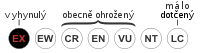 málo
vyhynulý obecně ohrožený dotčený
EX EW CR EN VU NT LC